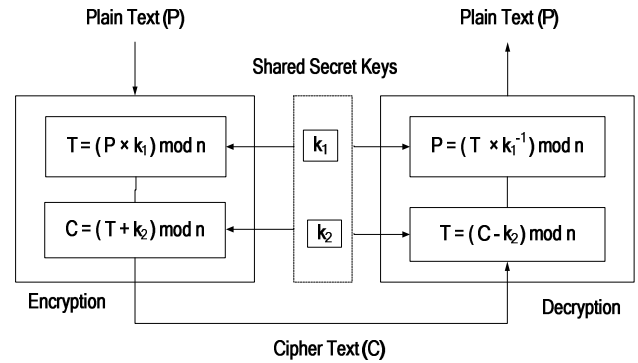 Plain Text (P)
Plain Text (P)
Shared Secret Keys
T = ( P × k₁ ) mod n
k₁
P = ( T × k₁⁻¹ ) mod n
C = ( T + k₂ ) mod n
k₂
T = ( C - k₂ ) mod n
Encryption
Decryption
Cipher Text (C)